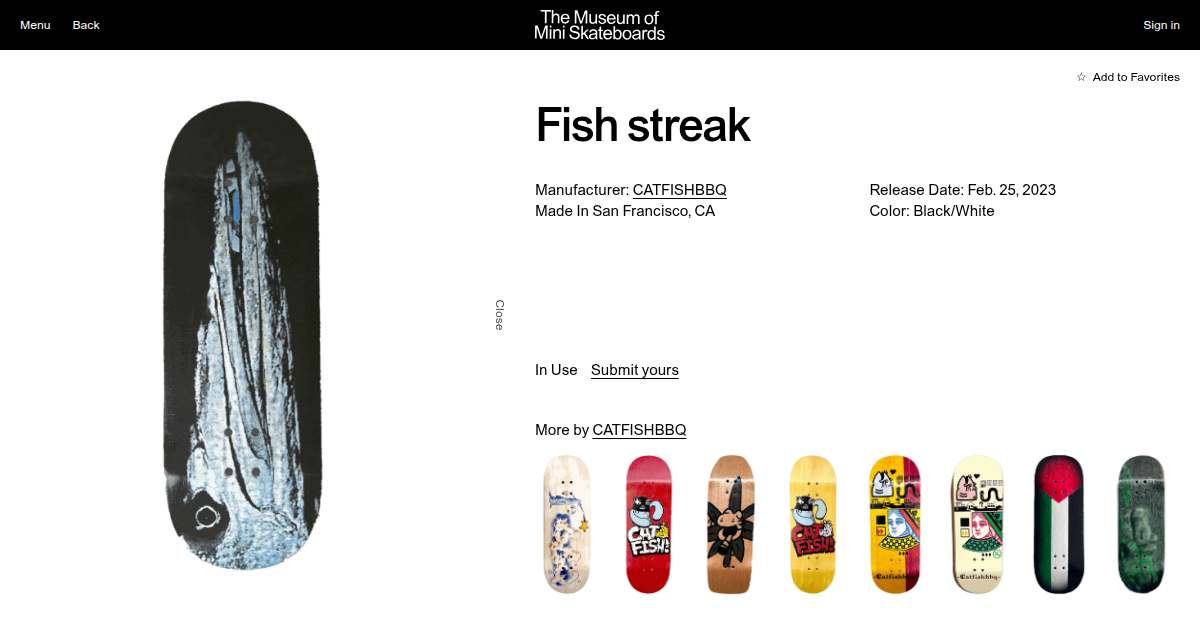 Menu
Back
The Museum of
Mini Skateboards
Sign in
☆ Add to Favorites
Fish streak
Manufacturer: CATFISHBBQ
Made In San Francisco, CA
Release Date: Feb. 25, 2023
Color: Black/White
Close
In Use
Submit yours
More by CATFISHBBQ
CAT
FISH!
CAT
FISH!
-Catfishbbq-
-Catfishbbq-